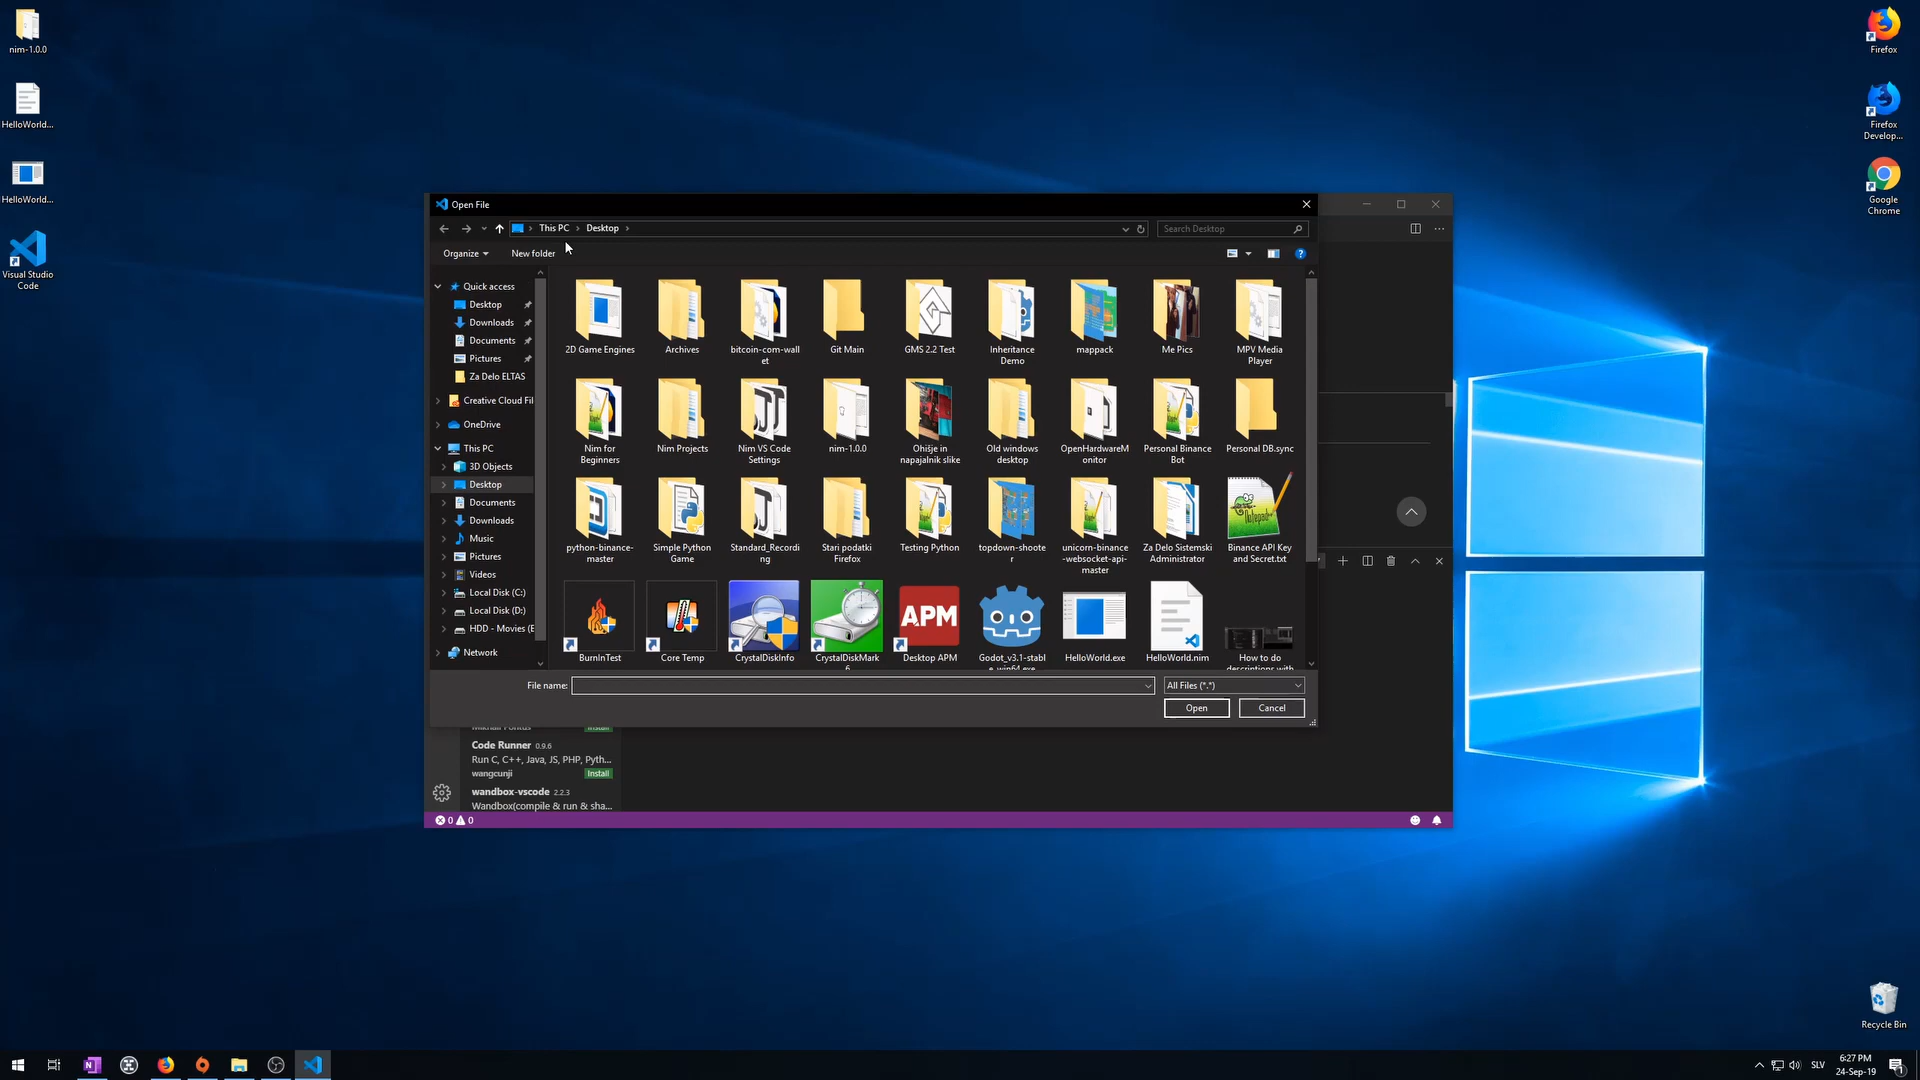 nim-1.0.0
HelloWorld...
HelloWorld...
Visual Studio
Code
Firefox
Firefox
Develop...
Google
Chrome
Recycle Bin
Open File
This PC
Desktop
Search Desktop
Organize
New folder
Quick access
Desktop
Downloads
Documents
Pictures
Za Delo ELTAS
Creative Cloud Fil
OneDrive
This PC
3D Objects
Desktop
Documents
Downloads
Music
Pictures
Videos
Local Disk (C:)
Local Disk (D:)
HDD - Movies (E
Network
2D Game Engines
Archives
bitcoin-com-wall
et
Git Main
GMS 2.2 Test
Inheritance
Demo
mappack
Me Pics
MPV Media
Player
Nim for
Beginners
Nim Projects
Nim VS Code
Settings
nim-1.0.0
Ohišje in
napajalnik slike
Old windows
desktop
OpenHardwareM
onitor
Personal Binance
Bot
Personal DB.sync
python-binance-
master
Simple Python
Game
Standard_Recordi
ng
Stari podatki
Firefox
Testing Python
topdown-shoote
r
unicorn-binance
-websocket-api-
master
Za Delo Sistemski
Administrator
Binance API Key
and Secret.txt
BurnInTest
Core Temp
CrystalDiskInfo
CrystalDiskMark
6
APM
Desktop APM
Godot_v3.1-stabl
e_win64.exe
HelloWorld.exe
HelloWorld.nim
How to do
descriptions with
File name:
All Files (*.*)
Open
Cancel
Install
Code Runner 0.9.6
Run C, C++, Java, JS, PHP, Pyth...
wangcunji
Install
wandbox-vscode 2.2.3
Wandbox(compile & run & sha...
0
0
SLV
6:27 PM
24-Sep-19